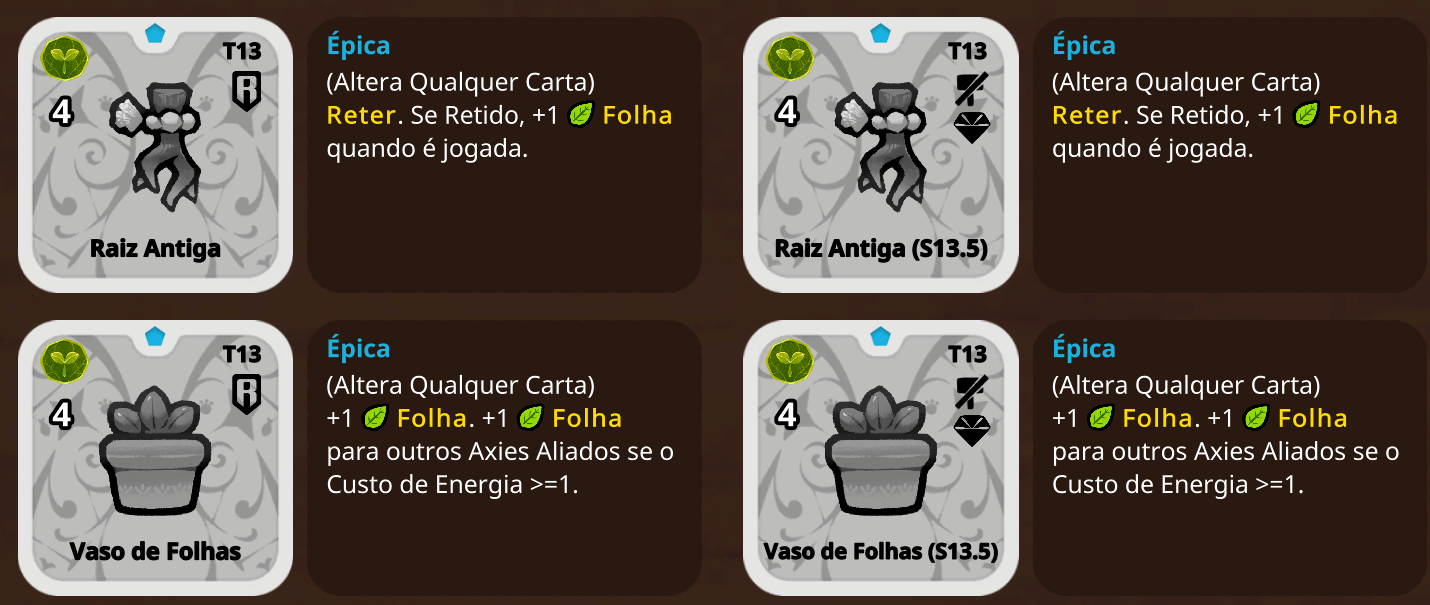 T13
4
Raiz Antiga
Épica
(Altera Qualquer Carta)
Reter. Se Retido, +1 Folha
quando é jogada.
T13
4
Raiz Antiga (S13.5)
Épica
(Altera Qualquer Carta)
Reter. Se Retido, +1 Folha
quando é jogada.
T13
R
4
Vaso de Folhas
Épica
(Altera Qualquer Carta)
+1 Folha. +1 Folha
para outros Axies Aliados se o
Custo de Energia >=1.
T13
4
Vaso de Folhas (S13.5)
Épica
(Altera Qualquer Carta)
+1 Folha. +1 Folha
para outros Axies Aliados se o
Custo de Energia >=1.